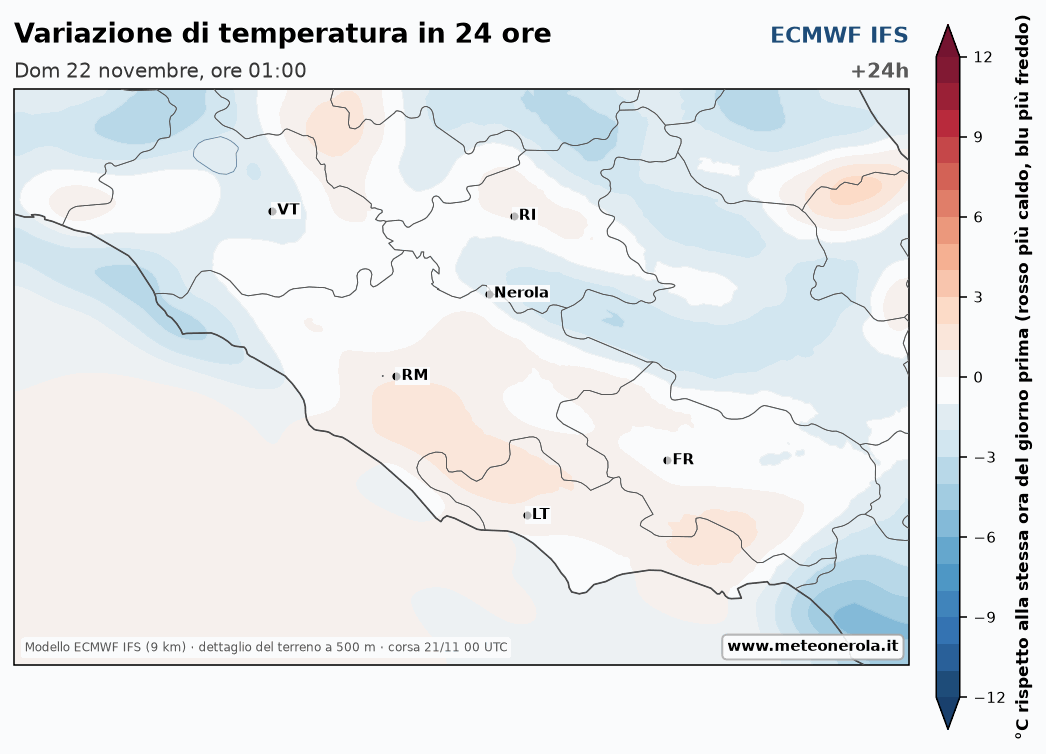 Variazione di temperatura in 24 ore
ECMWF IFS
Dom 22 novembre, ore 01:00
+24h
VT
RI
Nerola
RM
FR
LT
Modello ECMWF IFS (9 km) · dettaglio del terreno a 500 m · corsa 21/11 00 UTC
www.meteonerola.it
12
9
6
3
0
−3
−6
−9
−12
°C rispetto alla stessa ora del giorno prima (rosso più caldo, blu più freddo)